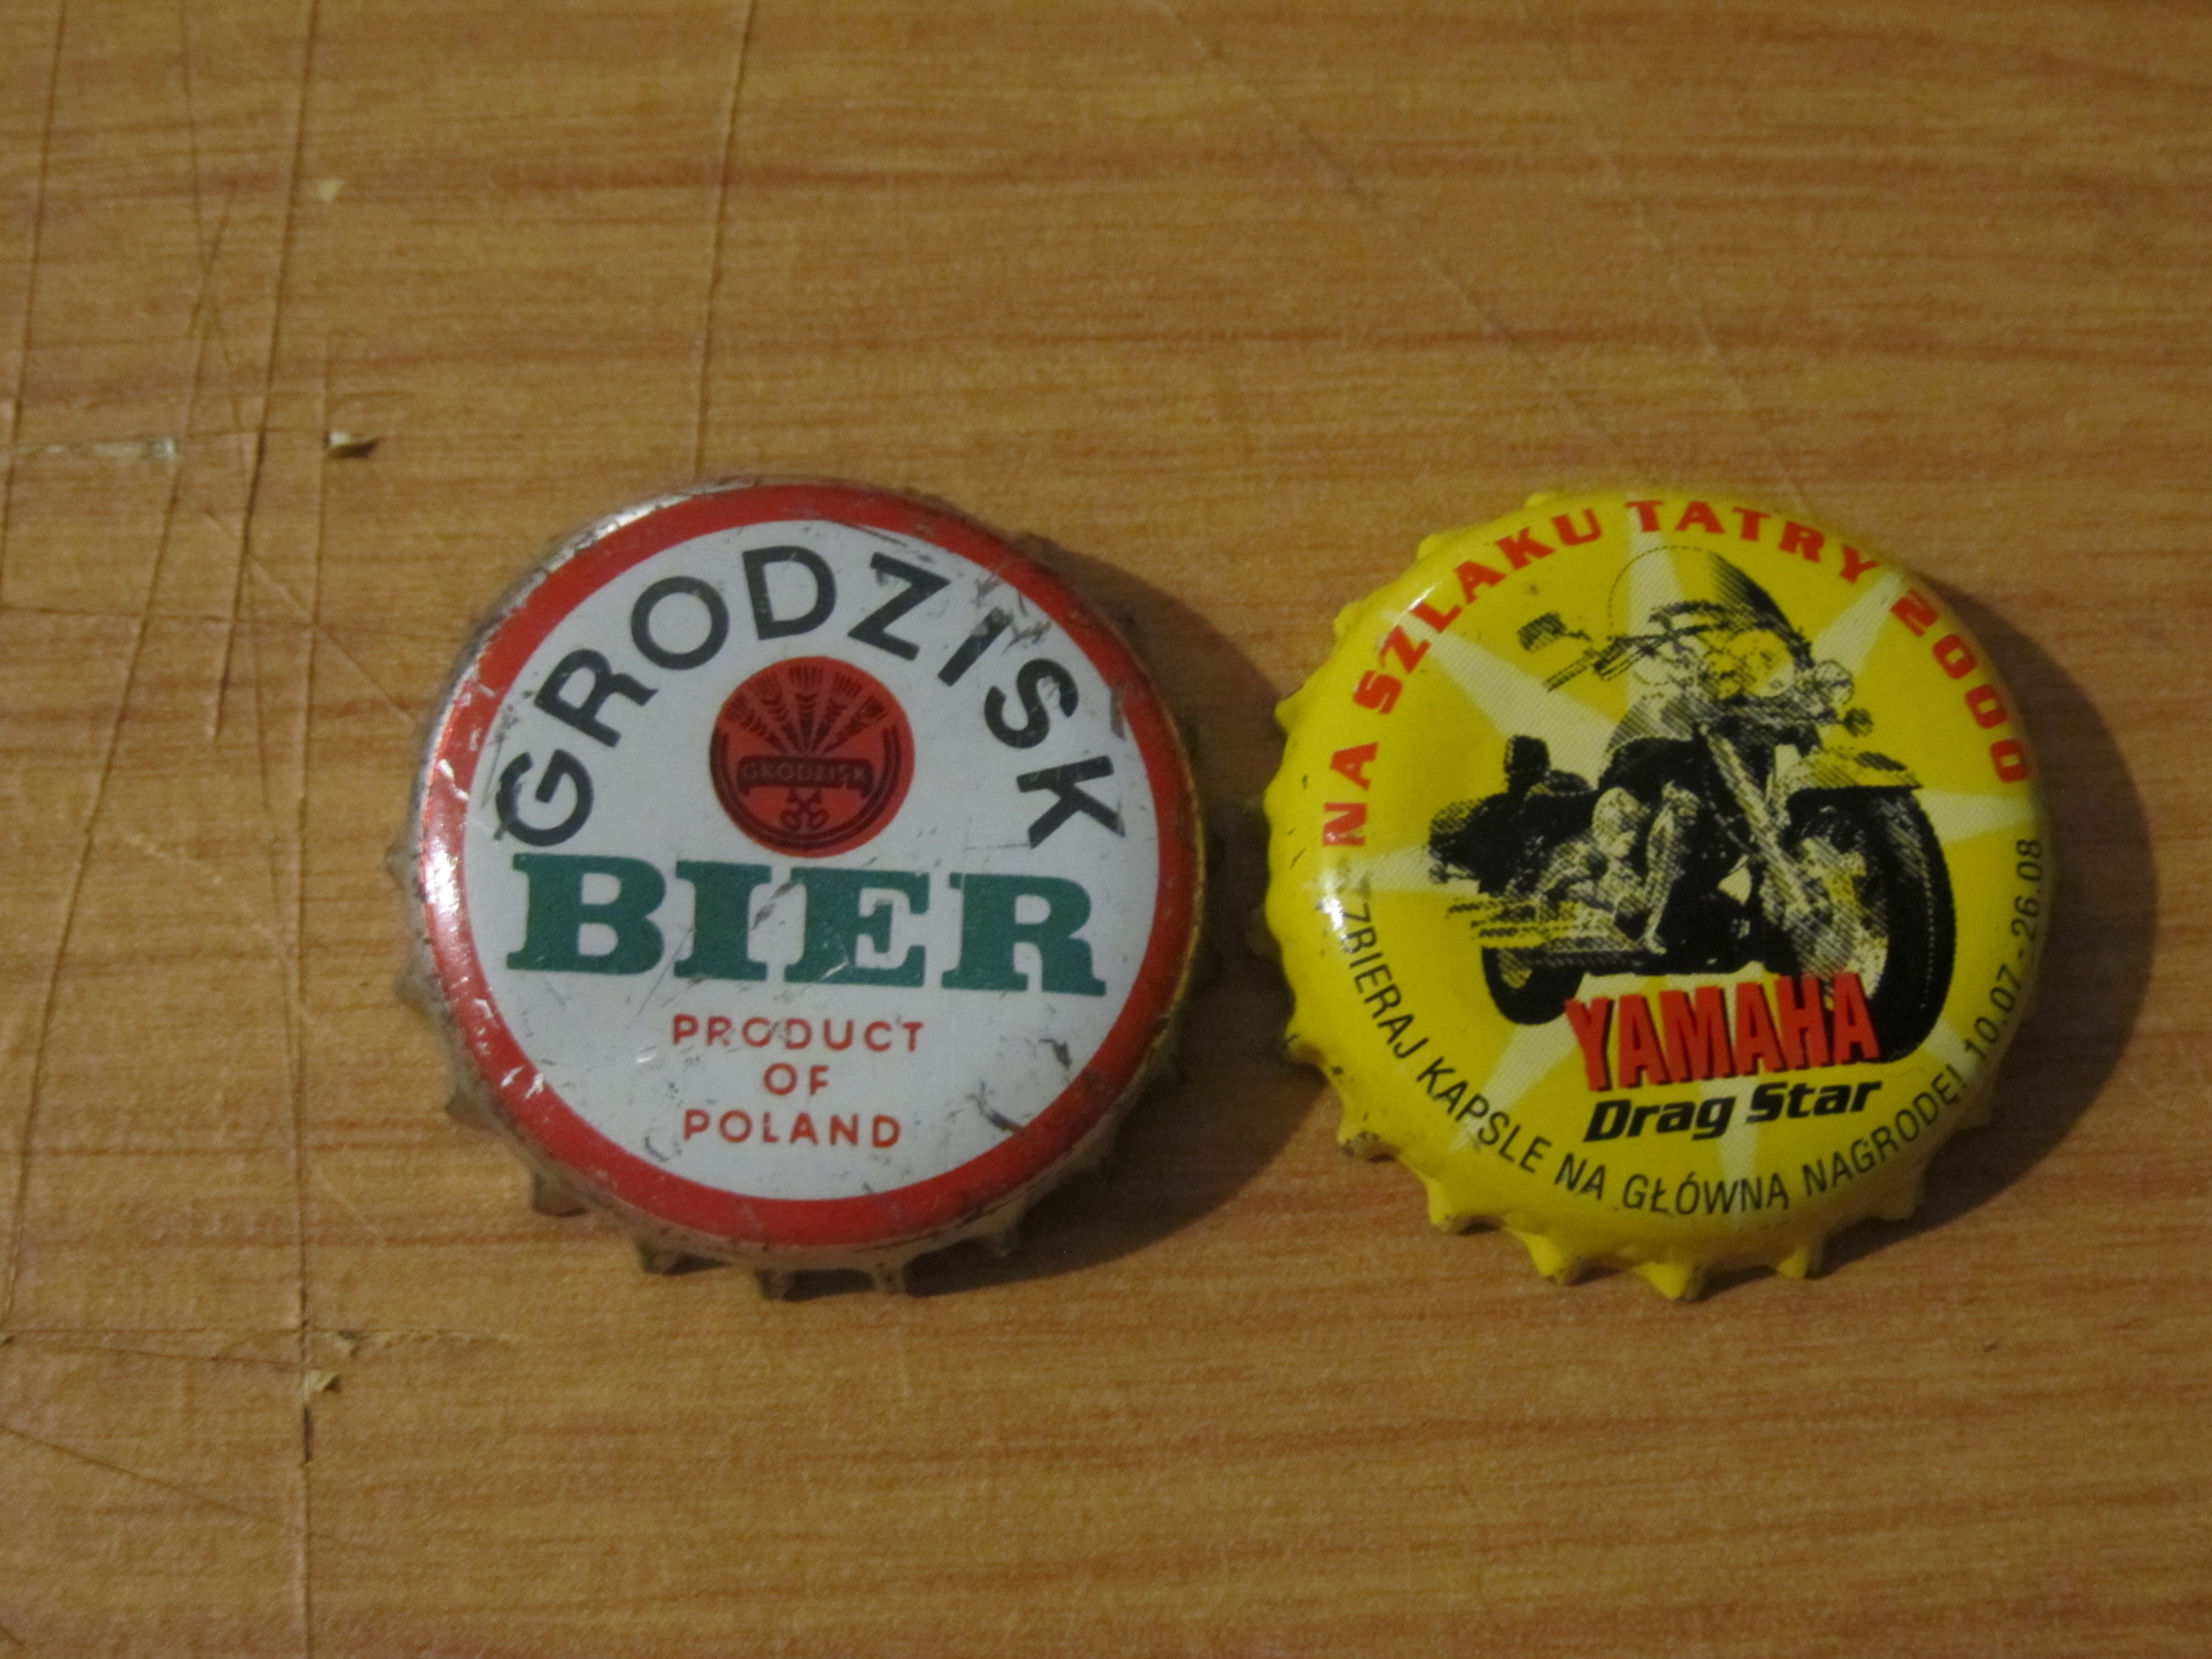 GRODZISK
GRODZISK
BIER
PRODUCT
OF
POLAND
NA SZLAKU TATRY 2000
YAMAHA
Drag Star
ZBIERAJ KAPSLE NA GŁÓWNĄ NAGRODĘ! 10.07-26.08